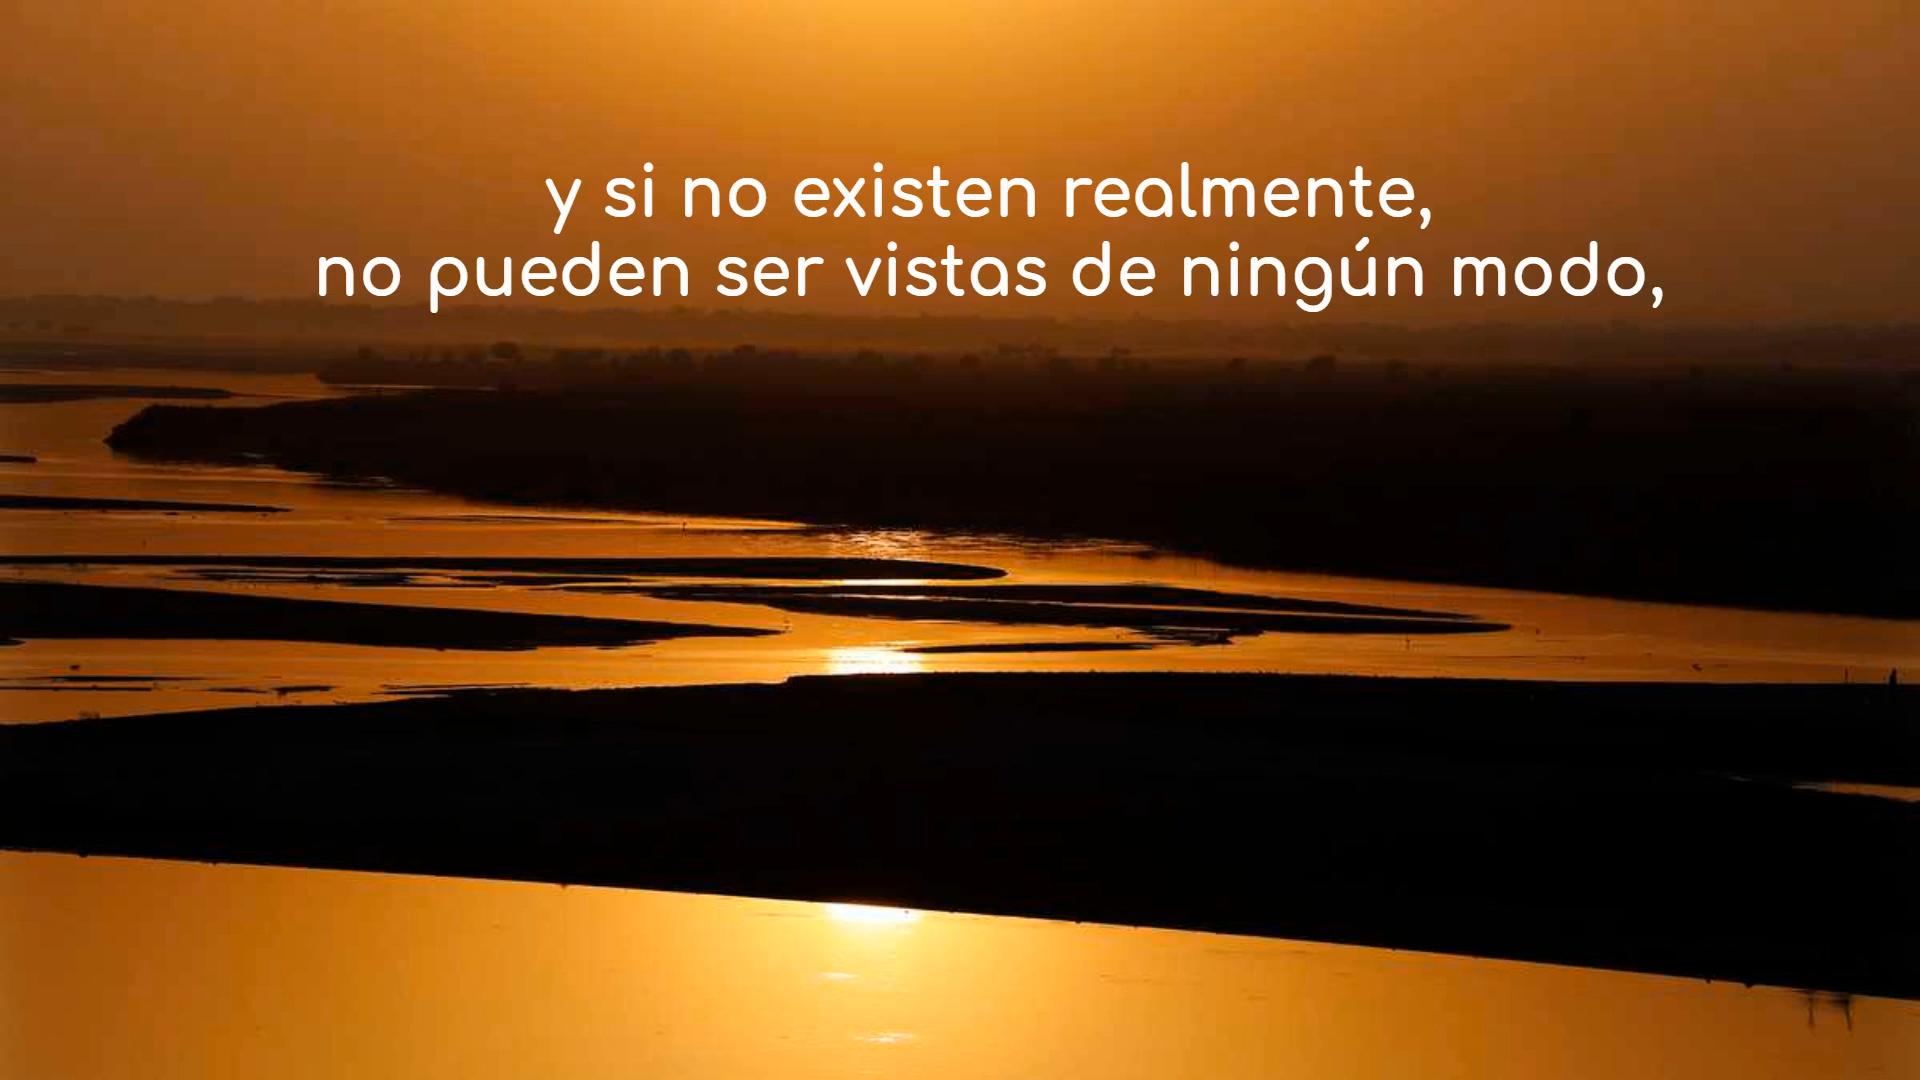 y si no existen realmente,
no pueden ser vistas de ningún modo,